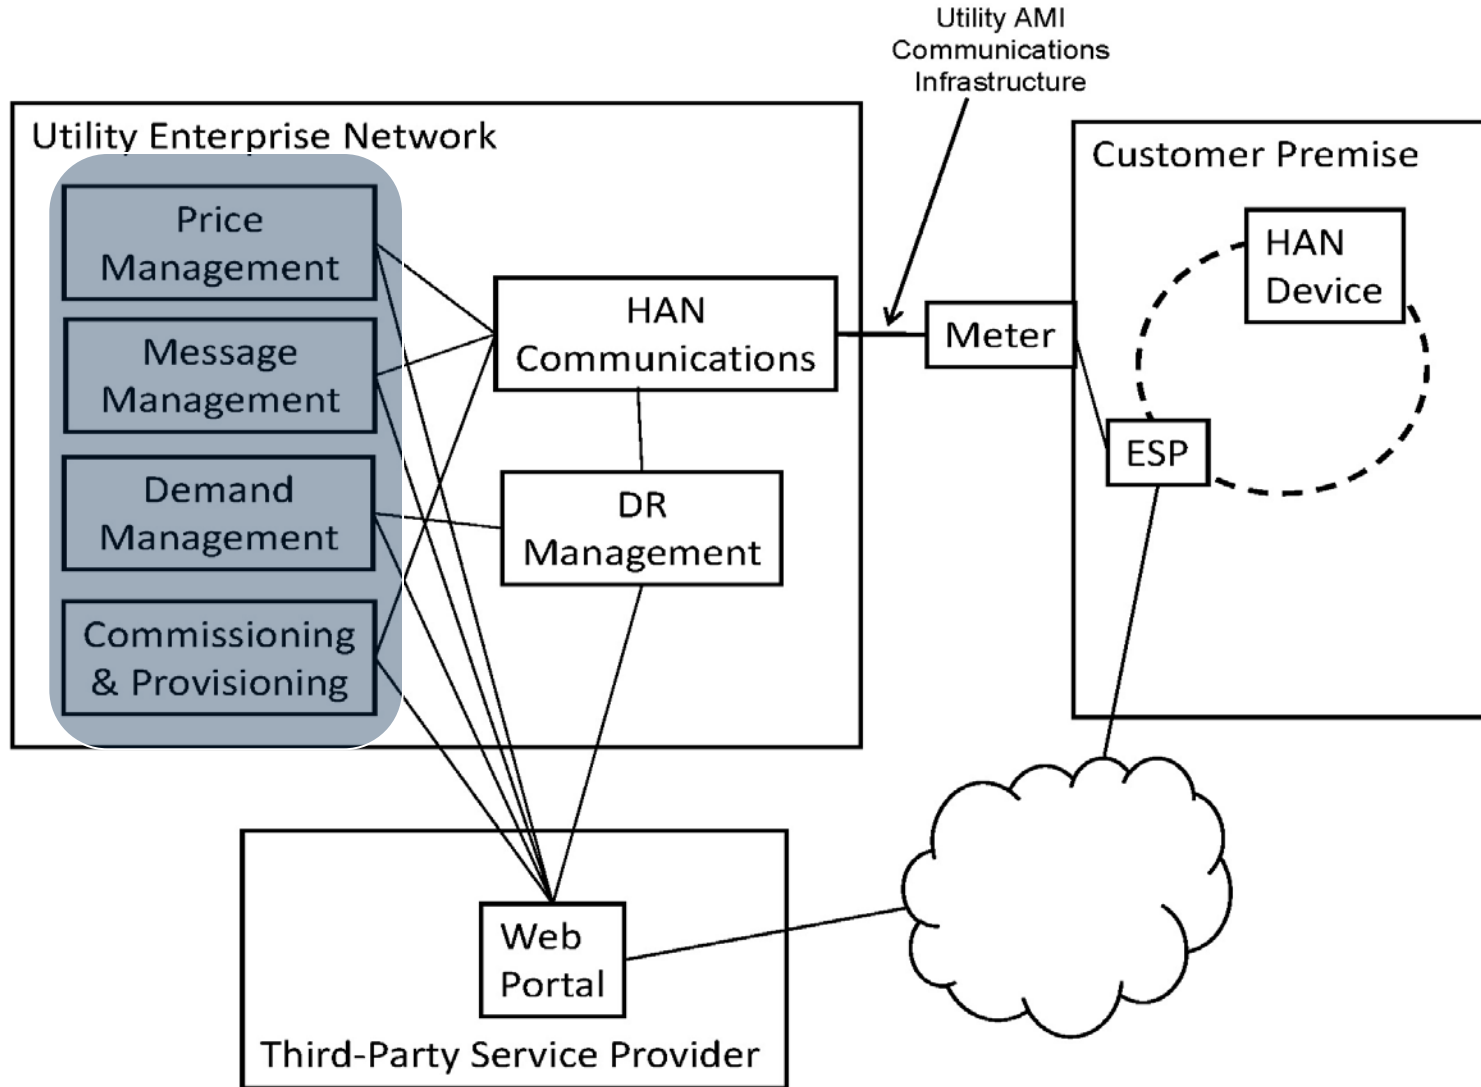 Utility AMI
Communications
Infrastructure
Utility Enterprise Network
Customer Premise
Price
Management
HAN
Device
HAN
Communications
Meter
Message
Management
ESP
Demand
Management
DR
Management
Commissioning
& Provisioning
Web
Portal
Third-Party Service Provider